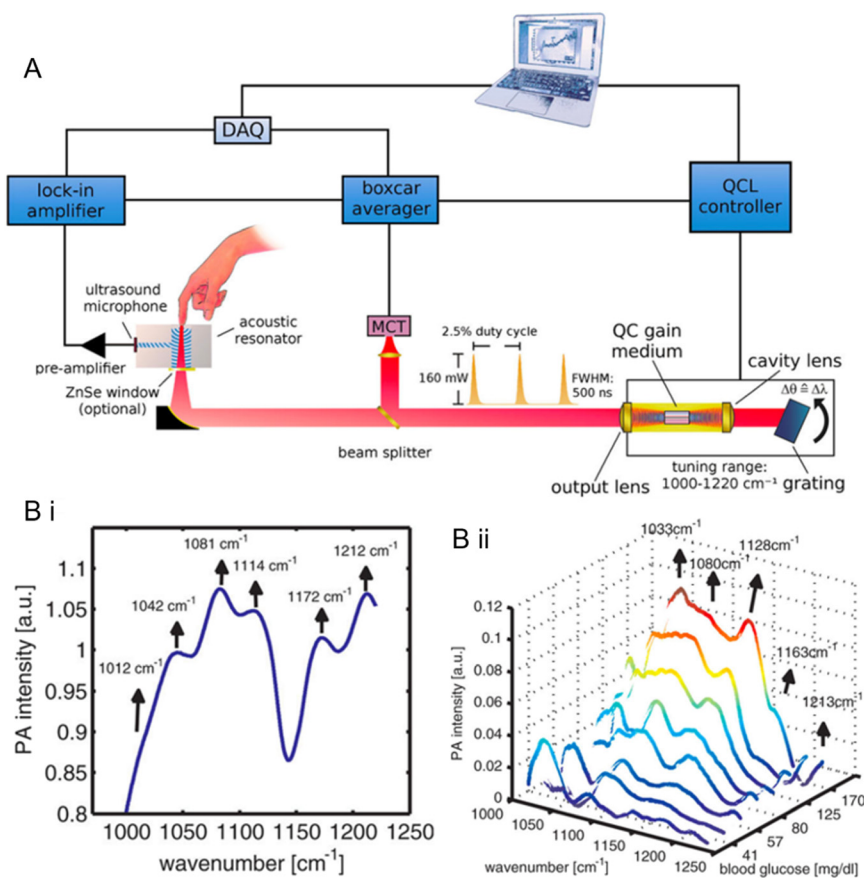 A
DAQ
lock-in
amplifier
boxcar
averager
QCL
controller
ultrasound
microphone
acoustic
resonator
pre-amplifier
ZnSe window
(optional)
MCT
2.5% duty cycle
160 mW
FWHM:
500 ns
QC gain
medium
cavity lens
Δθ ≙ Δλ
beam splitter
output lens
tuning range:
1000-1220 cm⁻¹
grating
B i
PA intensity [a.u.]
1.1
1.05
1
0.95
0.9
0.85
0.8
1012 cm⁻¹
1042 cm⁻¹
1081 cm⁻¹
1114 cm⁻¹
1172 cm⁻¹
1212 cm⁻¹
1000 1050 1100 1150 1200 1250
wavenumber [cm⁻¹]
B ii
1033cm⁻¹
1080cm⁻¹
1128cm⁻¹
1163cm⁻¹
1213cm⁻¹
PA intensity [a.u.]
0.12
0.1
0.08
0.06
0.04
0.02
0
1000
1050
1100
1150
1200
1250
wavenumber [cm⁻¹]
41
57
80
125
170
blood glucose [mg/dl]